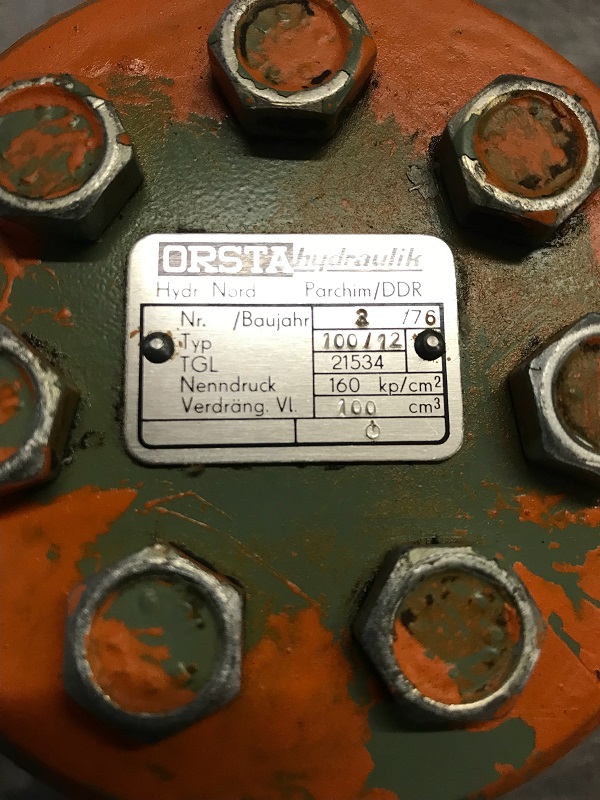 ORSTA hydraulik
Hydr Nord Parchim/DDR
Nr. /Baujahr 3 /76
Typ 100/12
TGL 21534
Nenndruck 160 kp/cm²
Verdräng. Vl. 100 cm³